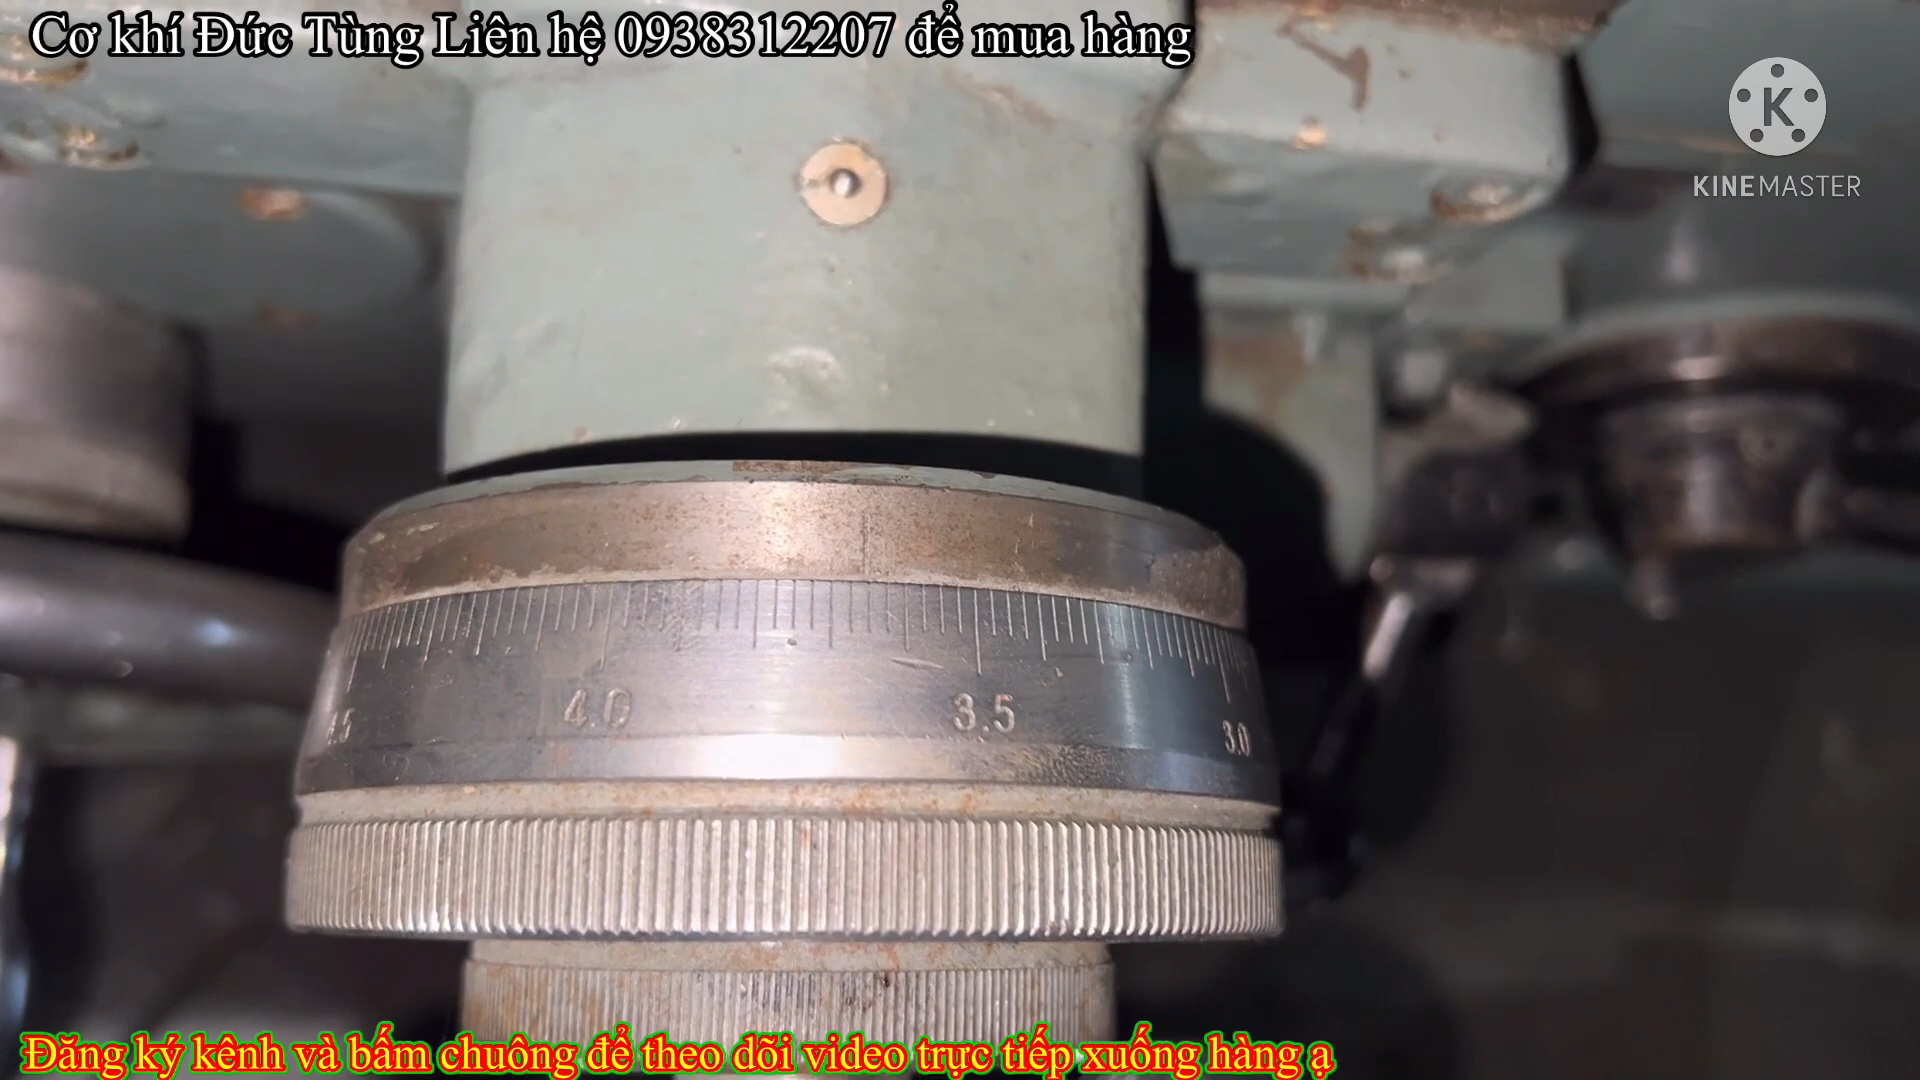 Cơ khí Đức Tùng Liên hệ 0938312207 để mua hàng
K
KINEMASTER
4.0
3.5
3.0
Đăng ký kênh và bấm chuông để theo dõi video trực tiếp xuống hàng ạ